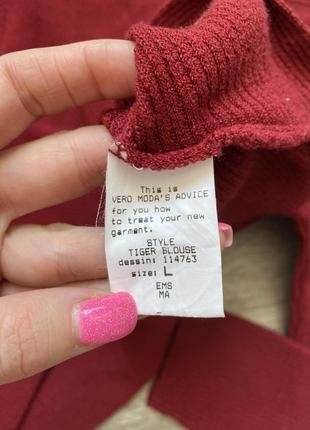 This is
VERO MODA'S ADVICE
for you how
to treat your new
garment.
STYLE
TIGER BLOUSE
dessin: 114763
size: L
EMS
MA